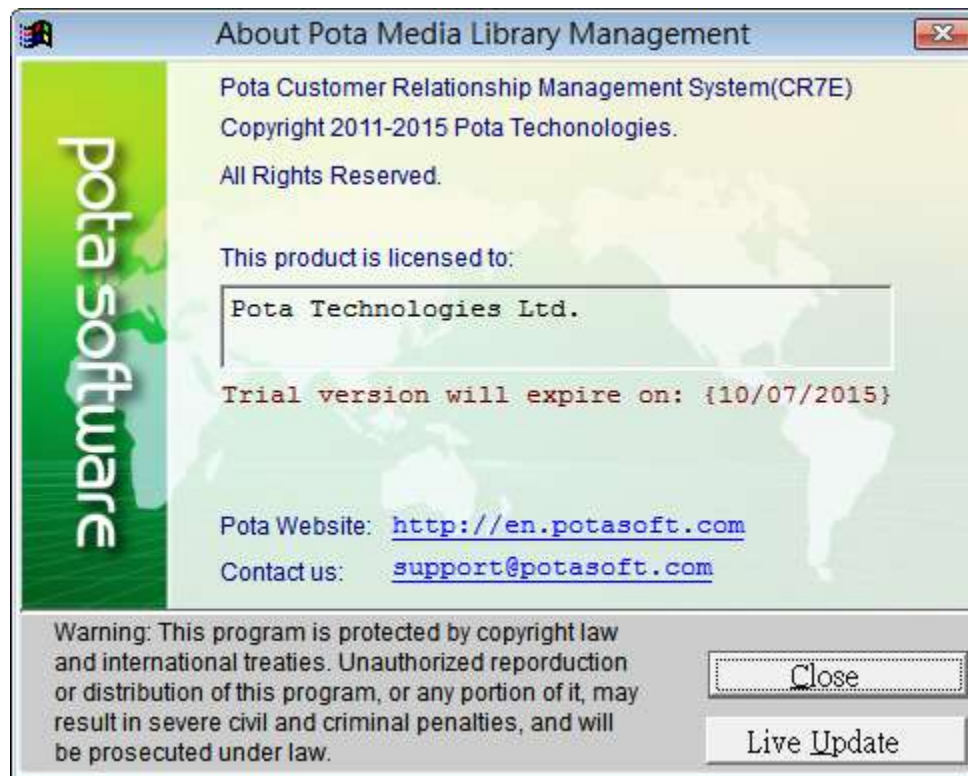 About Pota Media Library Management
pota software
Pota Customer Relationship Management System(CR7E)
Copyright 2011-2015 Pota Techonologies.
All Rights Reserved.
This product is licensed to:
Pota Technologies Ltd.
Trial version will expire on: {10/07/2015}
Pota Website: http://en.potasoft.com
Contact us: support@potasoft.com
Warning: This program is protected by copyright law
and international treaties. Unauthorized reporduction
or distribution of this program, or any portion of it, may
result in severe civil and criminal penalties, and will
be prosecuted under law.
Close
Live Update